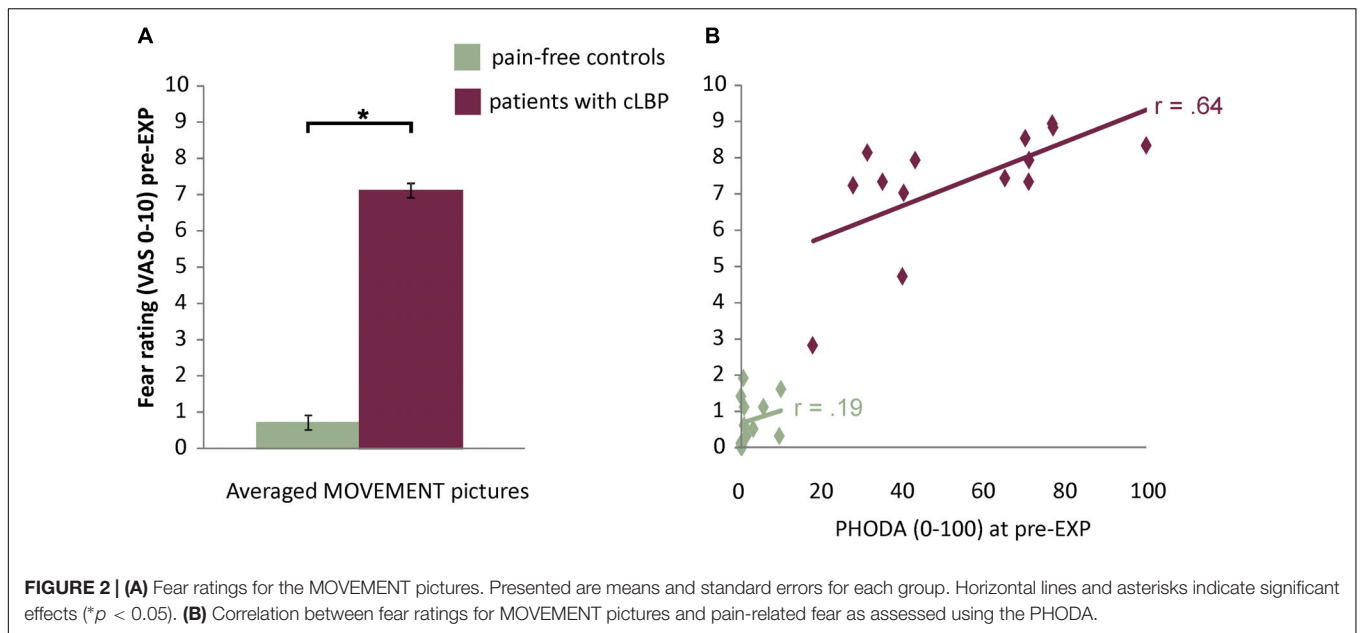 A
pain-free controls
patients with cLBP
*
Fear rating (VAS 0-10) pre-EXP
10
9
8
7
6
5
4
3
2
1
0
Averaged MOVEMENT pictures
B
10
9
8
7
6
5
4
3
2
1
0
r = .64
r = .19
0 20 40 60 80 100
PHODA (0-100) at pre-EXP
FIGURE 2 | (A) Fear ratings for the MOVEMENT pictures. Presented are means and standard errors for each group. Horizontal lines and asterisks indicate significant
effects (*p < 0.05). (B) Correlation between fear ratings for MOVEMENT pictures and pain-related fear as assessed using the PHODA.